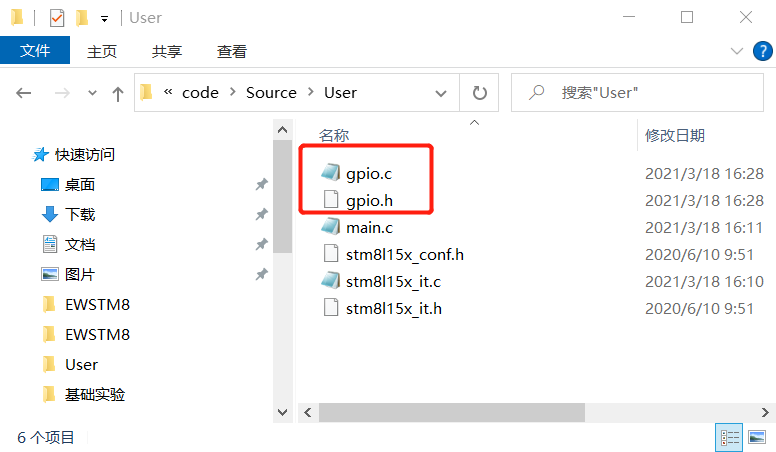 User
文件 主页 共享 查看
« code > Source > User 搜索"User"
名称 修改日期
快速访问
桌面
下载
文档
图片
EWSTM8
EWSTM8
User
基础实验
gpio.c 2021/3/18 16:28
gpio.h 2021/3/18 16:28
main.c 2021/3/18 16:11
stm8l15x_conf.h 2020/6/10 9:51
stm8l15x_it.c 2021/3/18 16:10
stm8l15x_it.h 2020/6/10 9:51
6 个项目